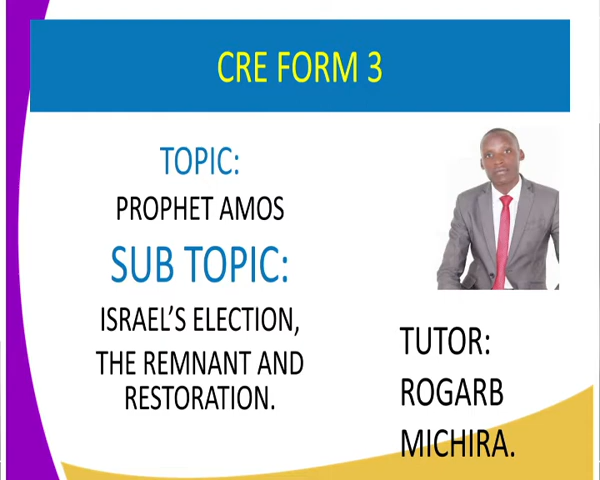 CRE FORM 3
TOPIC:
PROPHET AMOS
SUB TOPIC:
ISRAEL'S ELECTION,
THE REMNANT AND
RESTORATION.
TUTOR:
ROGARB
MICHIRA.